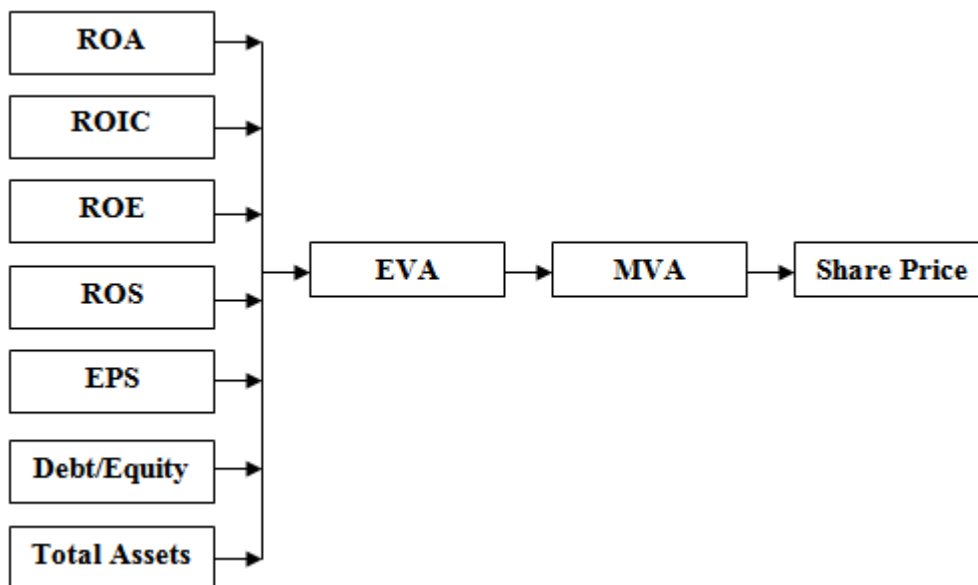 ROA
ROIC
ROE
ROS
EPS
Debt/Equity
Total Assets
EVA
MVA
Share Price